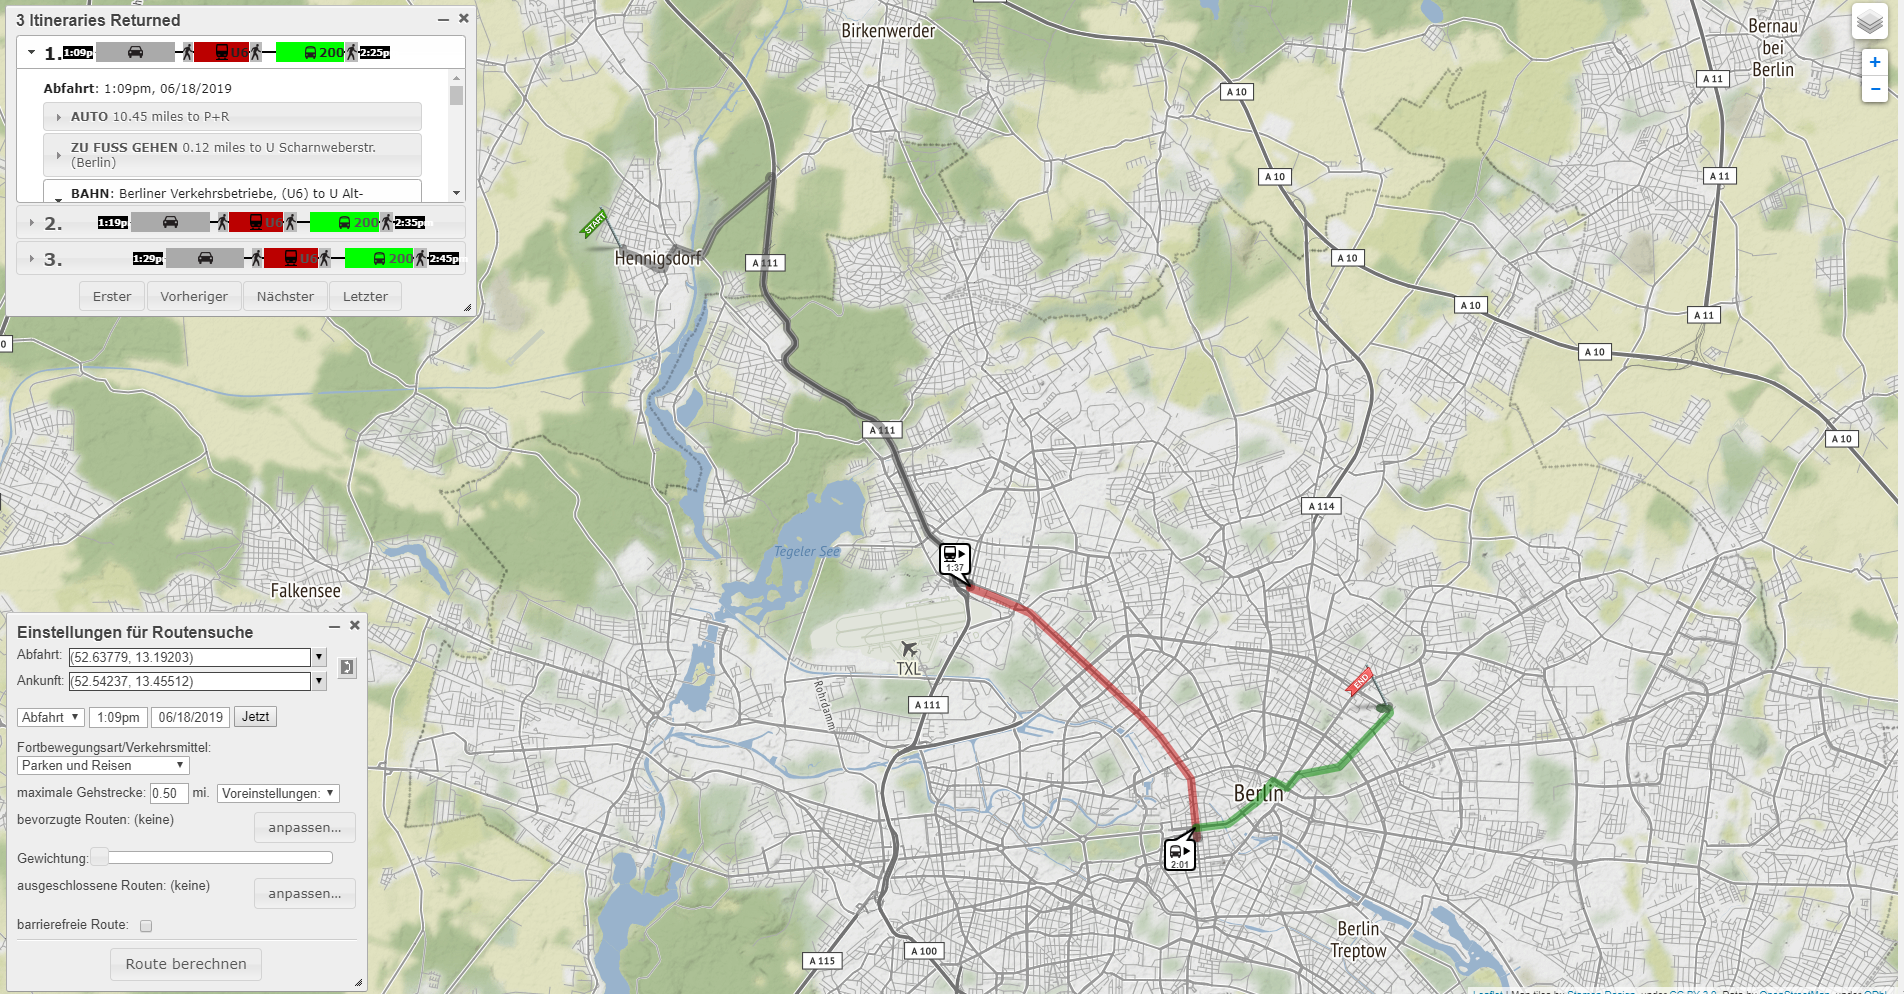 3 Itineraries Returned
1. 1:09p U6 200 2:25p
Abfahrt: 1:09pm, 06/18/2019
AUTO 10.45 miles to P+R
ZU FUSS GEHEN 0.12 miles to U Scharnweberstr.
(Berlin)
BAHN: Berliner Verkehrsbetriebe, (U6) to U Alt-
2. 1:19p U6 200 2:35p
3. 1:29p U6 200 2:45p
Erster Vorheriger Nächster Letzter
Einstellungen für Routensuche
Abfahrt: (52.63779, 13.19203)
Ankunft: (52.54237, 13.45512)
Abfahrt 1:09pm 06/18/2019 Jetzt
Fortbewegungsart/Verkehrsmittel:
Parken und Reisen
maximale Gehstrecke: 0.50 mi. Voreinstellungen:
bevorzugte Routen: (keine)
anpassen...
Gewichtung:
ausgeschlossene Routen: (keine)
anpassen...
barrierefreie Route:
Route berechnen
Birkenwerder
Bernau
bei
Berlin
+
−
A 11
A 10
A 10
A 11
START
Hennigsdorf
A 111
A 10
A 10
A 11
0
A 10
A 111
A 10
A 114
Tegeler See
1:37
Falkensee
TXL
END
Rohrdamm
A 111
Berlin
2:01
Berlin
Treptow
A 115
A 100